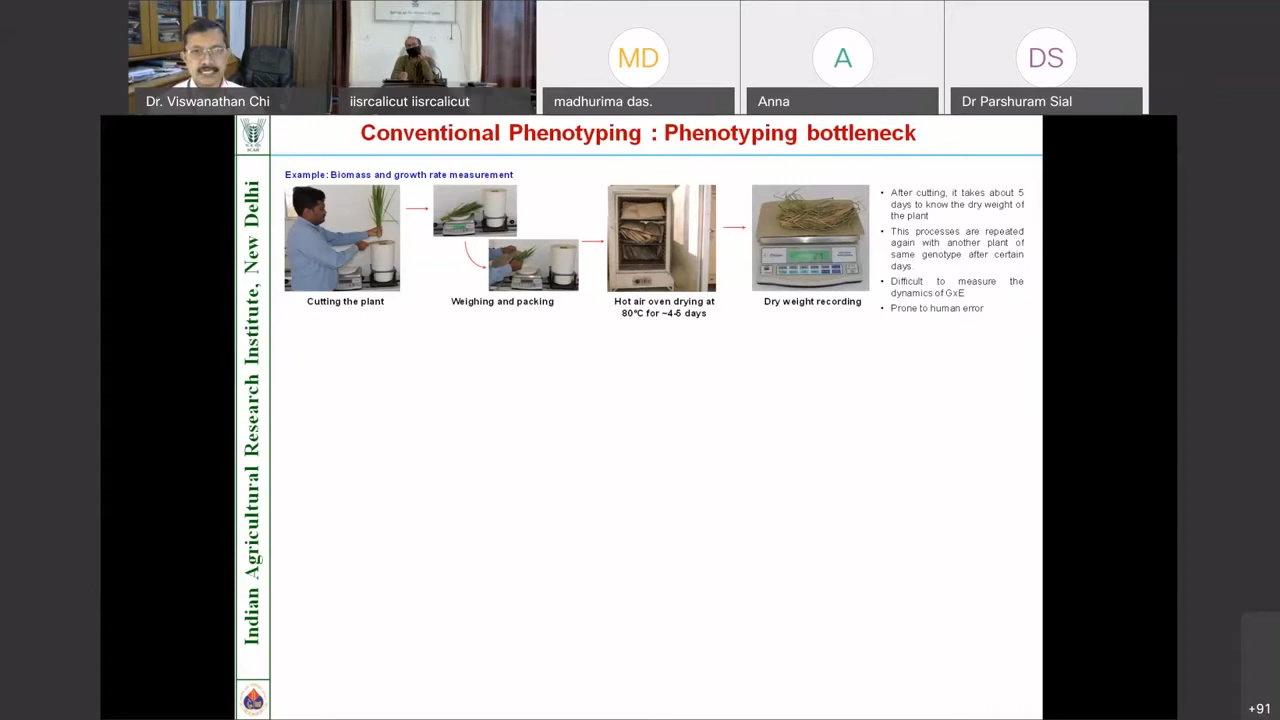 MD
A
DS
Dr. Viswanathan Chi
iisrcalicut iisrcalicut
madhurima das.
Anna
Dr Parshuram Sial
Conventional Phenotyping : Phenotyping bottleneck
Indian Agricultural Research Institute, New Delhi
Example: Biomass and growth rate measurement
Cutting the plant
Weighing and packing
Hot air oven drying at
80°C for ~4-5 days
Dry weight recording
• After cutting, it takes about 5
days to know the dry weight of
the plant
• This processes are repeated
again with another plant of
same genotype after certain
days
• Difficult to measure the
dynamics of GxE
• Prone to human error
+91